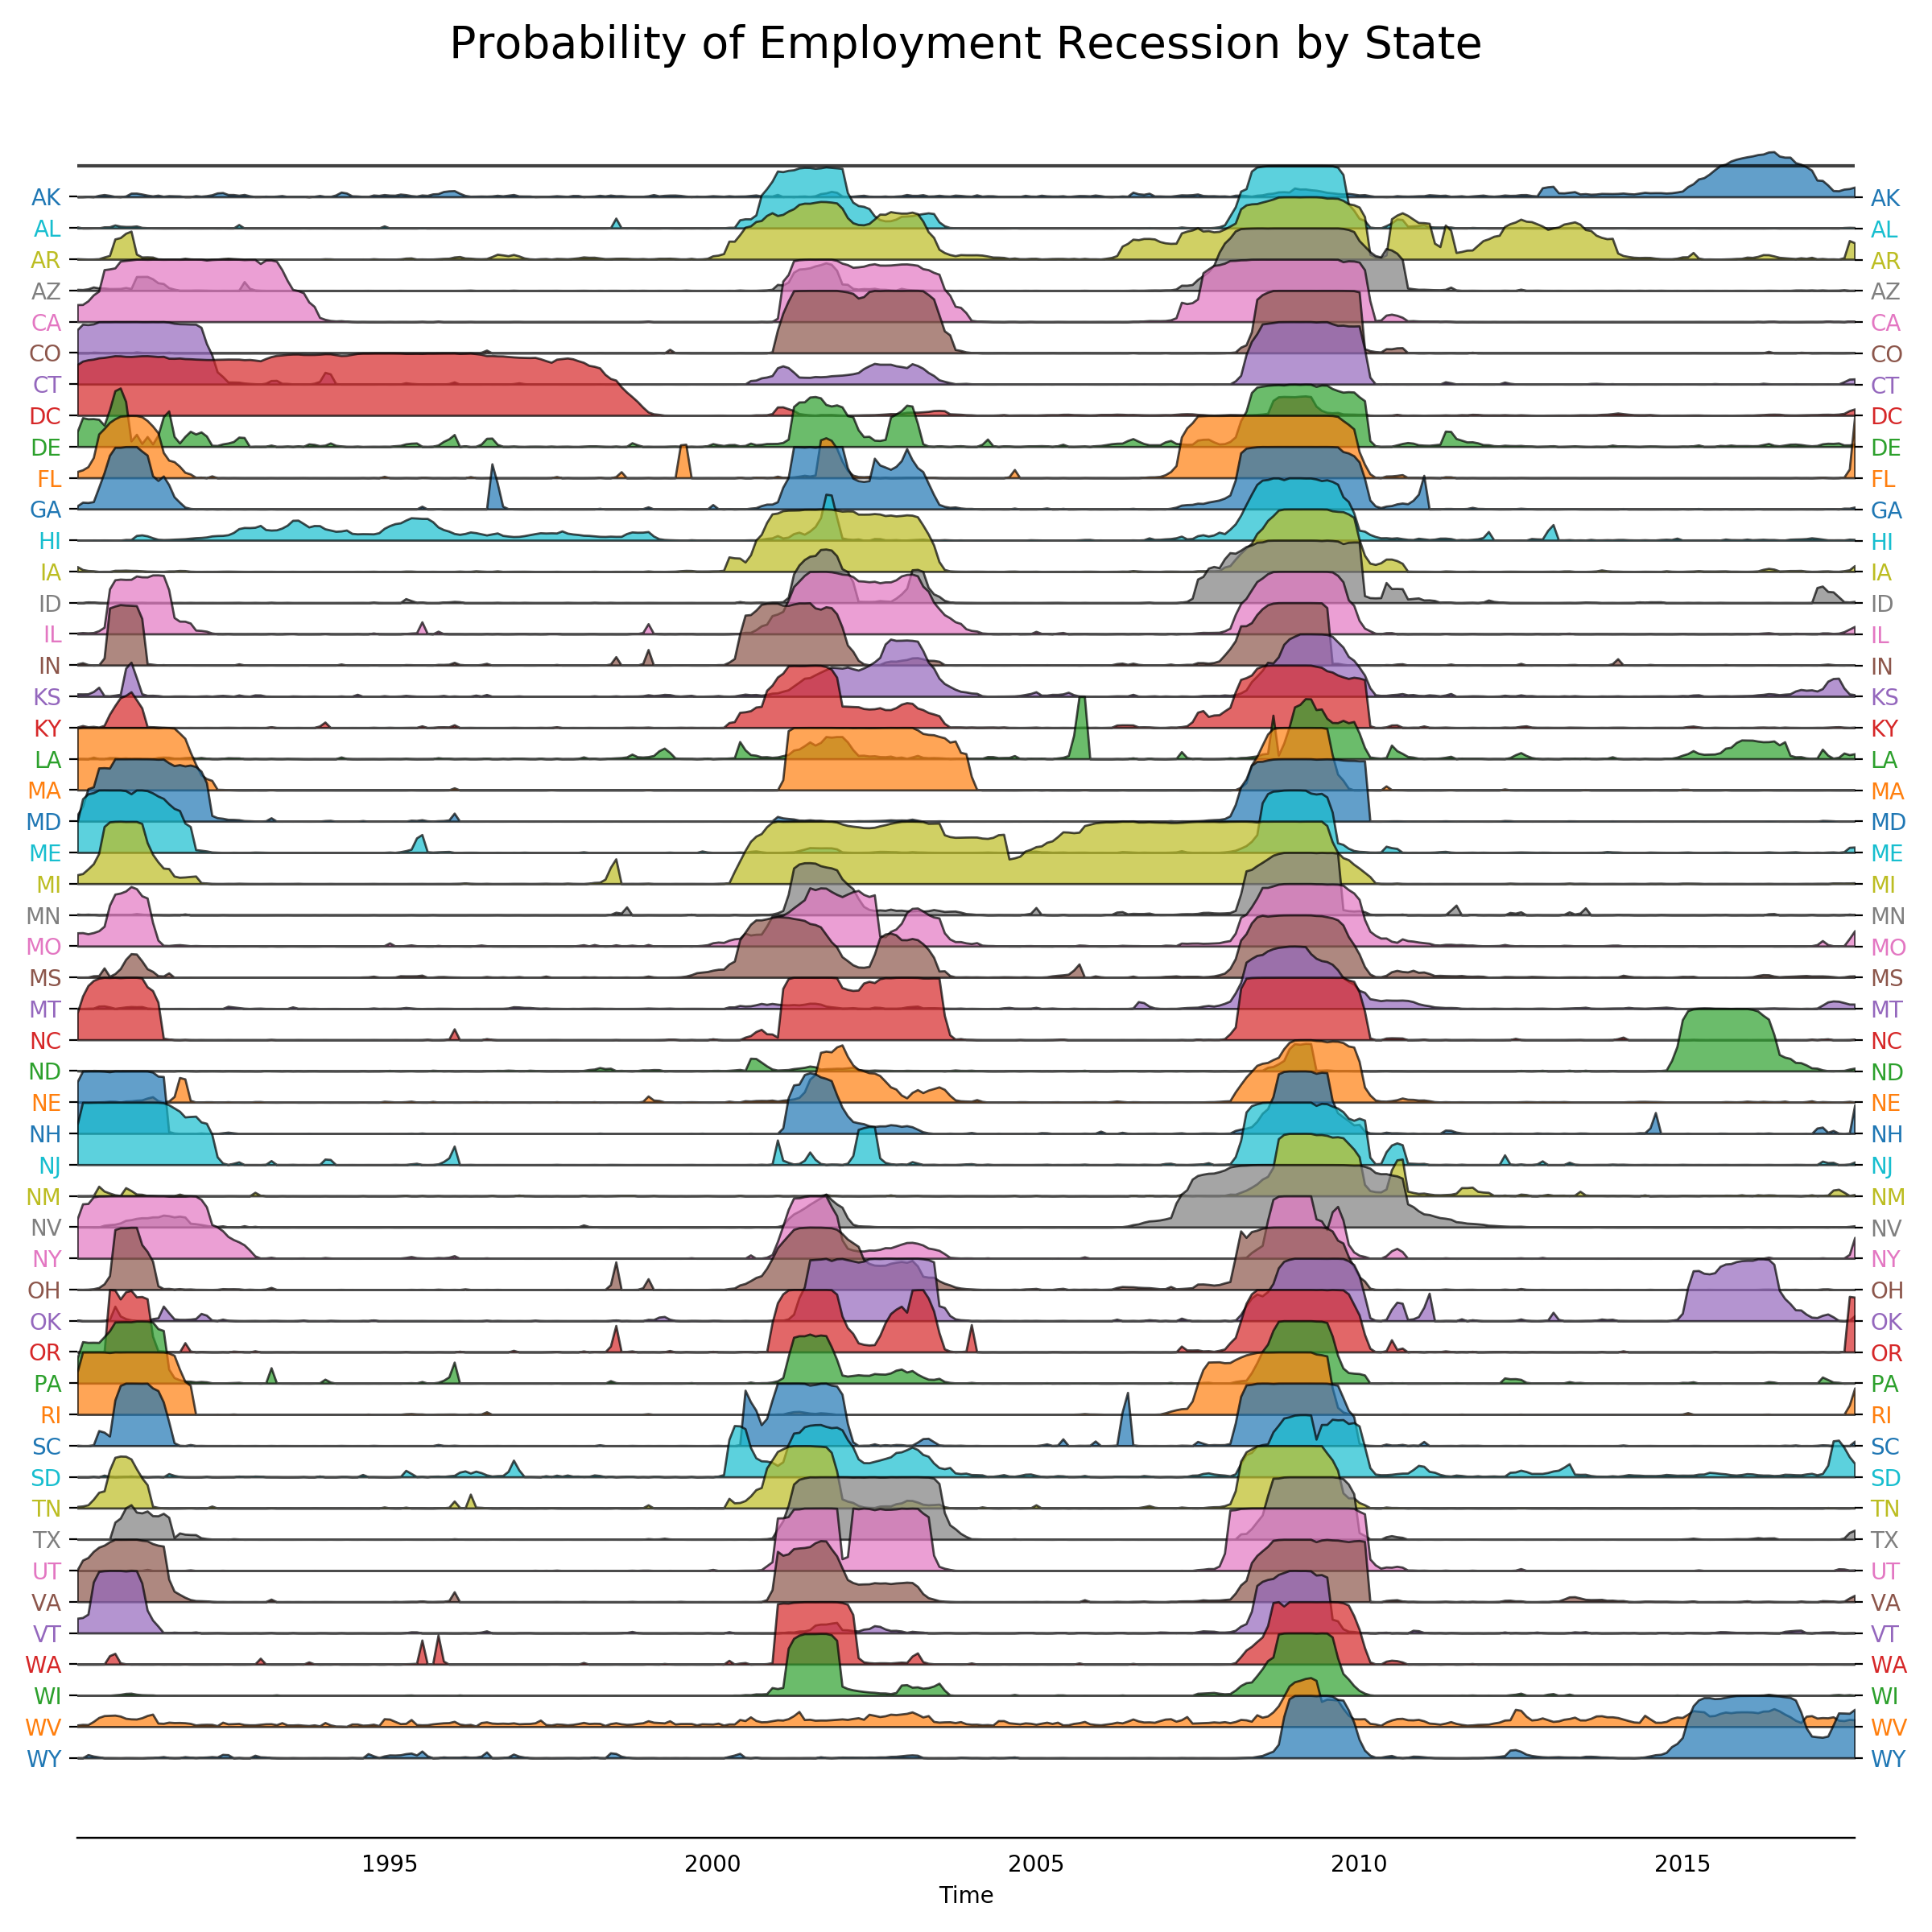 Probability of Employment Recession by State
AK AK
AL AL
AR AR
AZ AZ
CA CA
CO CO
CT CT
DC DC
DE DE
FL FL
GA GA
HI HI
IA IA
ID ID
IL IL
IN IN
KS KS
KY KY
LA LA
MA MA
MD MD
ME ME
MI MI
MN MN
MO MO
MS MS
MT MT
NC NC
ND ND
NE NE
NH NH
NJ NJ
NM NM
NV NV
NY NY
OH OH
OK OK
OR OR
PA PA
RI RI
SC SC
SD SD
TN TN
TX TX
UT UT
VA VA
VT VT
WA WA
WI WI
WV WV
WY WY
1995 2000 2005 2010 2015
Time